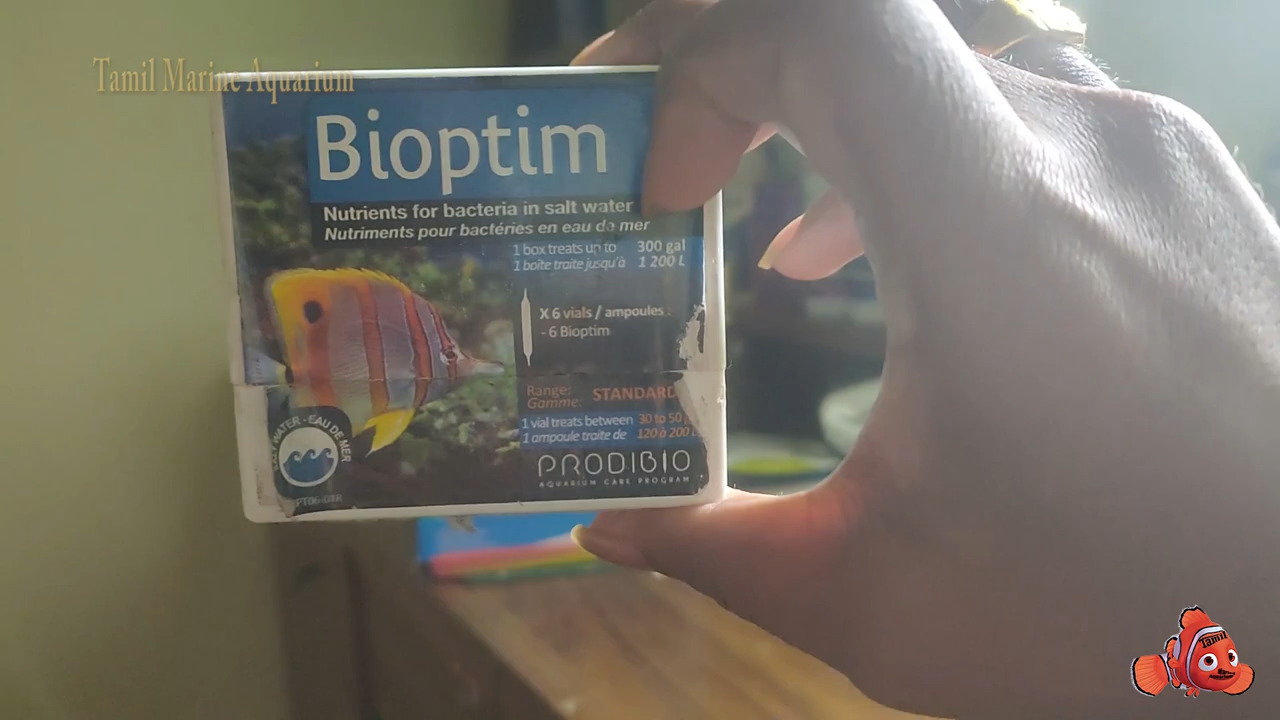 Tamil Marine Aquarium
Bioptim
Nutrients for bacteria in salt water
Nutriments pour bactéries en eau de mer
1 box treats up to 300 gal
1 boîte traite jusqu'à 1 200 L
X 6 vials / ampoules :
- 6 Bioptim
Range: STANDARD
Gamme:
1 vial treats between 30 to 50
1 ampoule traite de 120 à 200 L
WATER - EAU DE MER
PRODIBIO
AQUARIUM CARE PROGRAM
Tamil